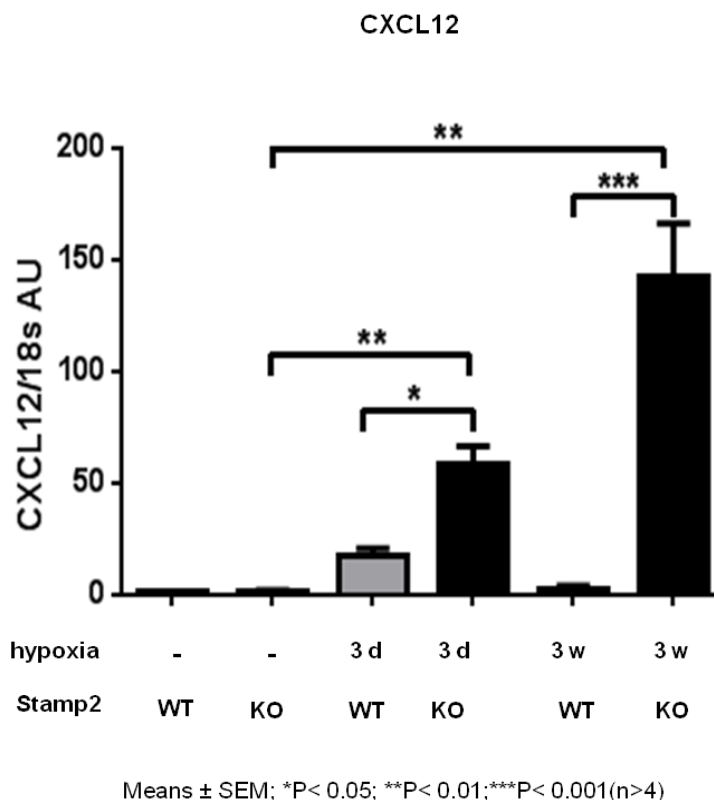 CXCL12
**
***
200
150
**
100
*
50
0
CXCL12/18s AU
hypoxia - - 3 d 3 d 3 w 3 w
Stamp2 WT KO WT KO WT KO
Means ± SEM; *P< 0.05; **P< 0.01;***P< 0.001(n>4)